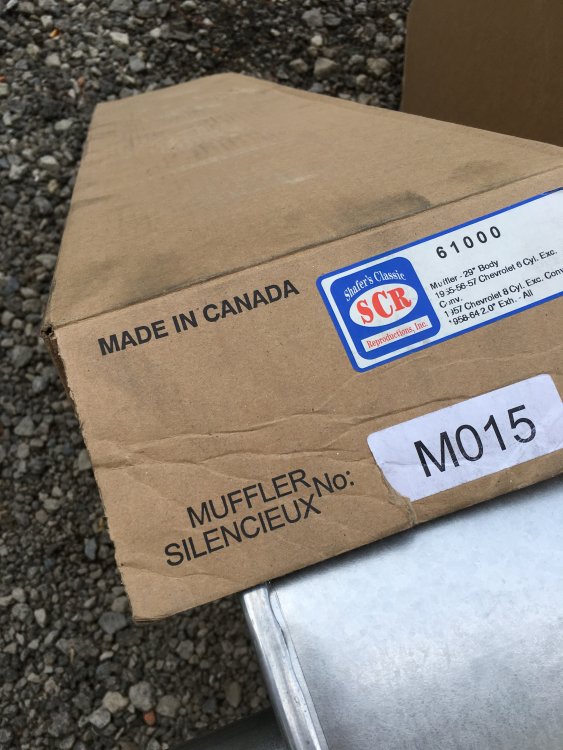 61000
Muffler - 29" Body
1955-56-57 Chevrolet 6 Cyl. Exc.
Conv.
1957 Chevrolet 8 Cyl. Exc. Conv
1958-64 2.0" Exh. - All
Shafer's Classic
SCR
Reproductions, Inc.
MADE IN CANADA
M015
MUFFLER No:
SILENCIEUX